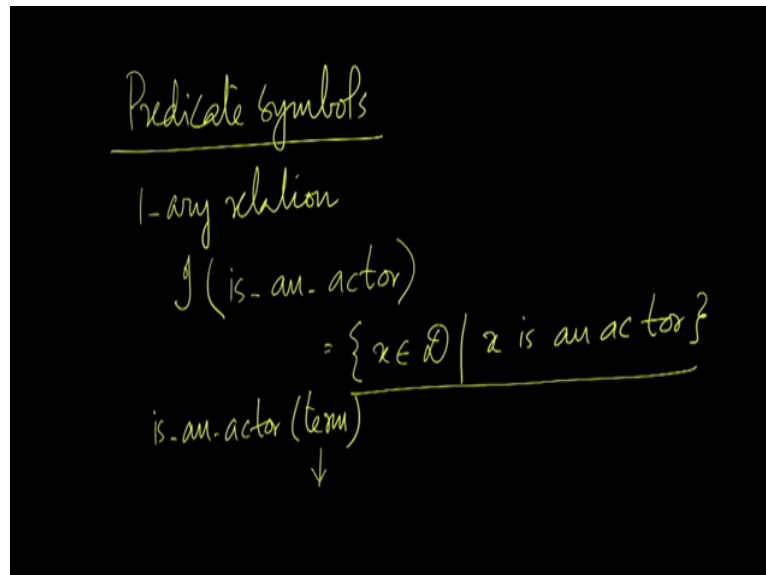 Predicate symbols
1-ary relation
I (is_an_actor)
= {x ∈ D | x is an actor}
is_an_actor (term)
↓